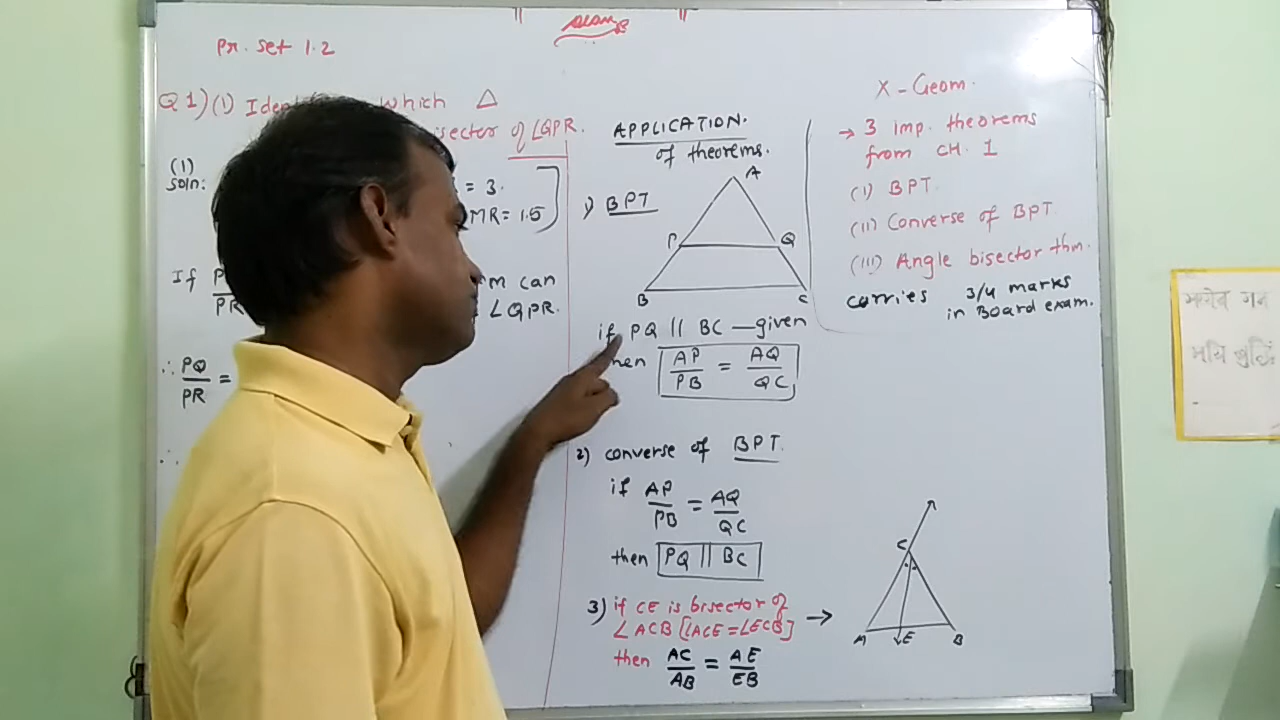 Pr. Set 1.2
Q 1) (1) Iden which Δ
isector of ∠QPR.
(1)
Soln:
= 3.
MR = 1.5
If P m can
PR ∠QPR.
∴ PQ/PR =
∴
APPLICATION.
of theorems.
1) BPT
A
P Q
B C
if PQ || BC — given
hen AP/PB = AQ/QC
2) converse of BPT.
if AP/PB = AQ/QC
then PQ || BC
3) if CE is bisector of
∠ACB [∠ACE = ∠ECB] →
then AC/AB = AE/EB
X - Geom.
→ 3 imp. theorems
from CH. 1
(i) BPT.
(ii) Converse of BPT.
(iii) Angle bisector thm.
carries 3/4 marks
in Board exam.
C
A E B